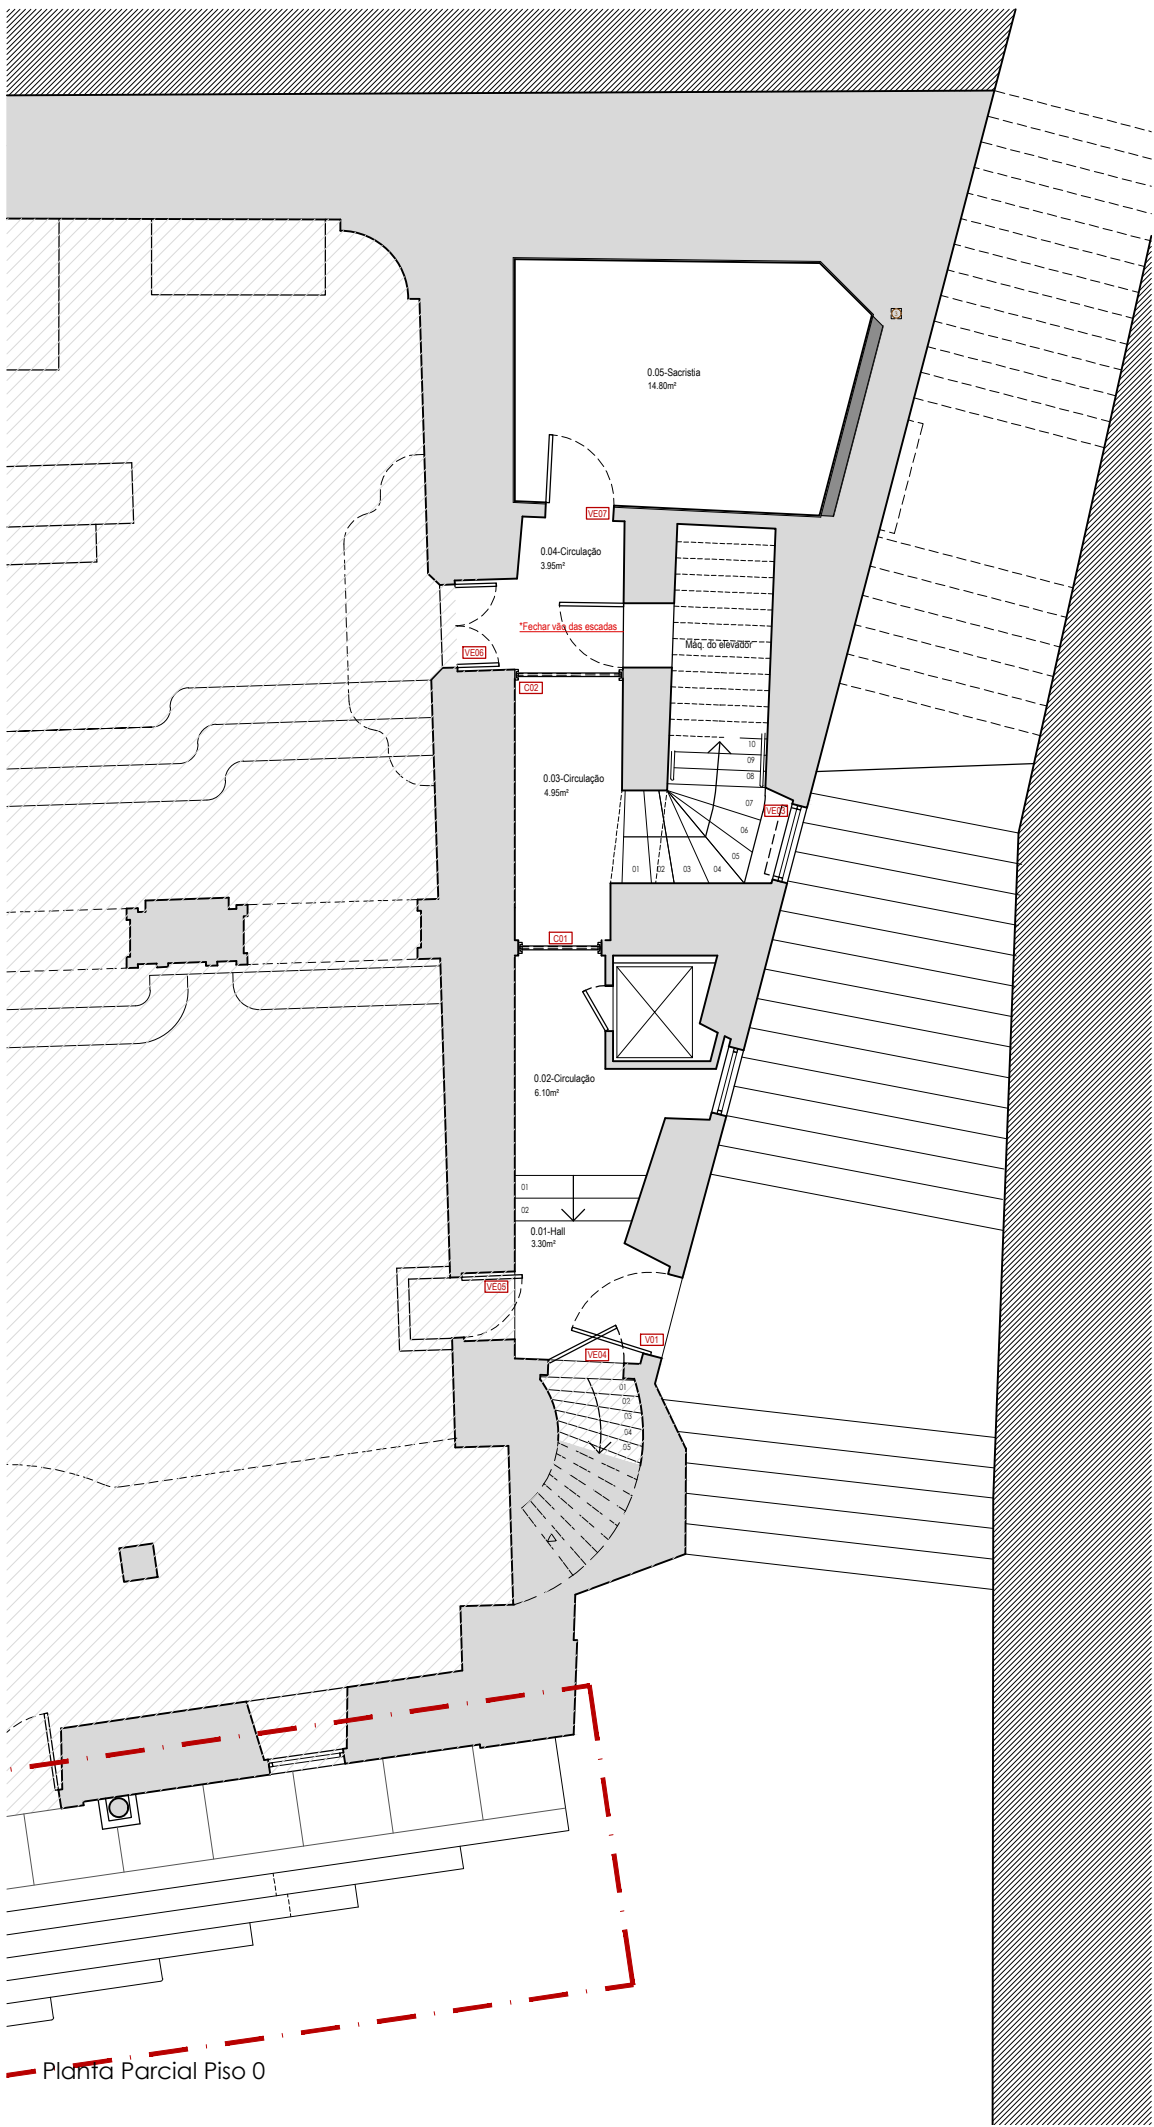 0.05-Sacristia
14.80m²
VE07
0.04-Circulação
3.95m²
*Fechar vão das escadas
VE06
Maq. do elevador
C02
10
09
08
0.03-Circulação
4.95m²
07
VE03
06
05
01
02
03
04
C01
0.02-Circulação
6.10m²
01
02
0.01-Hall
3.30m²
VE05
V01
VE04
01
02
03
04
05
Planta Parcial Piso 0